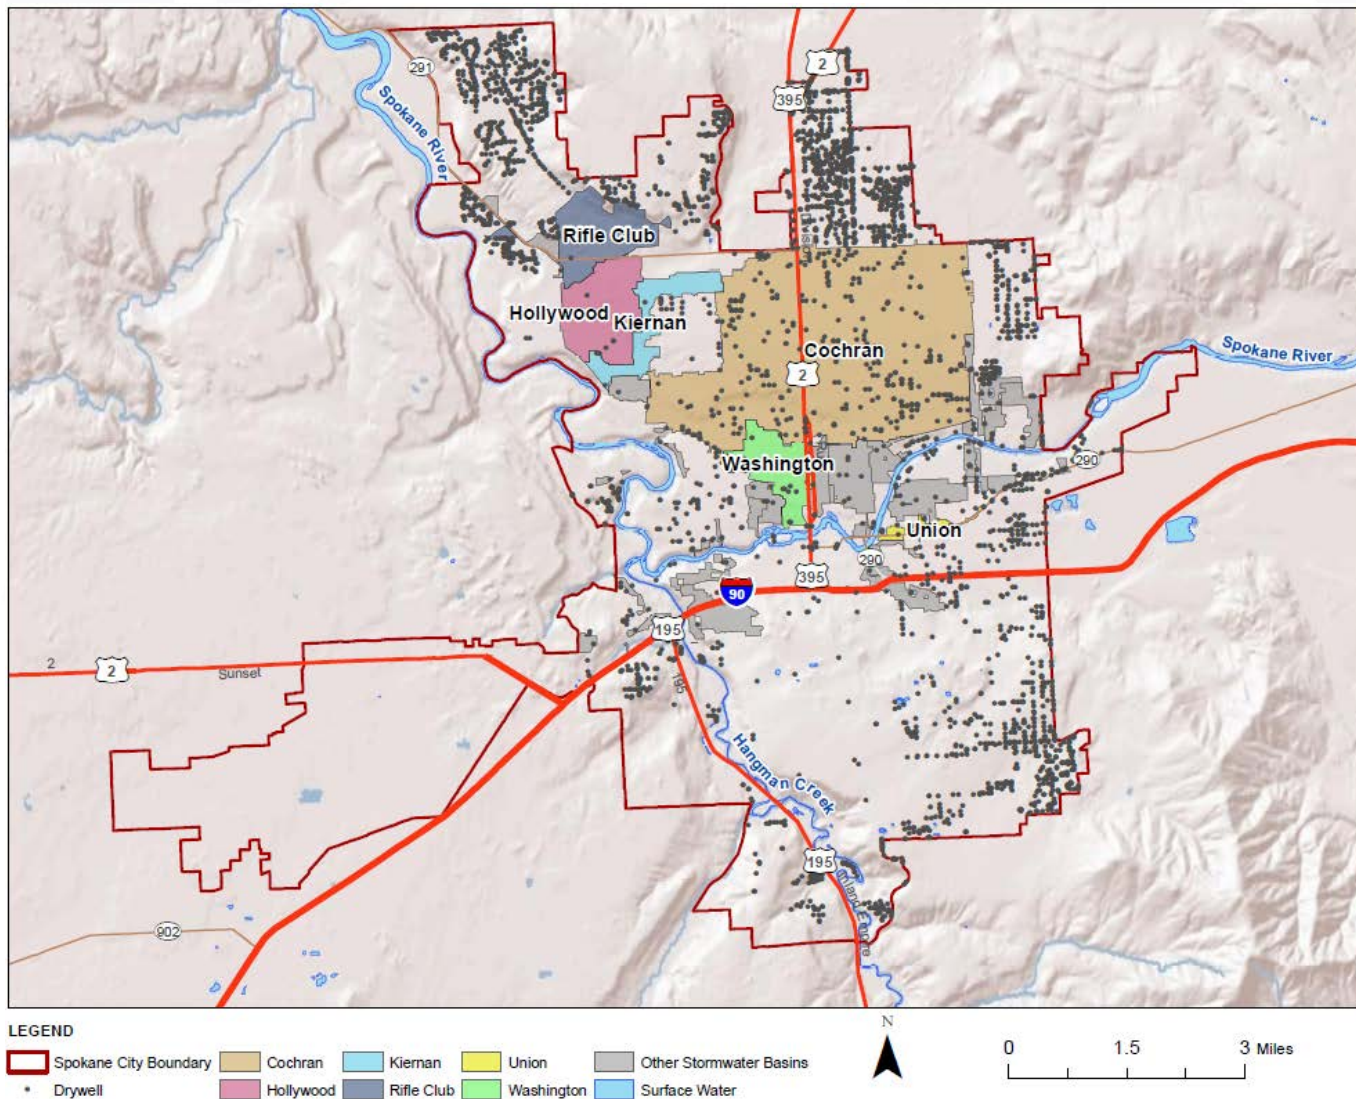 2
395
291
Spokane River
Division
Rifle Club
Hollywood
Kiernan
Cochran
Spokane River
2
Washington
290
Union
290
395
90
195
2
2
Sunset
195
Hangman Creek
195
Inland Empire
902
LEGEND
N
Spokane City Boundary
Cochran
Kiernan
Union
Other Stormwater Basins
0
1.5
3 Miles
Drywell
Hollywood
Rifle Club
Washington
Surface Water